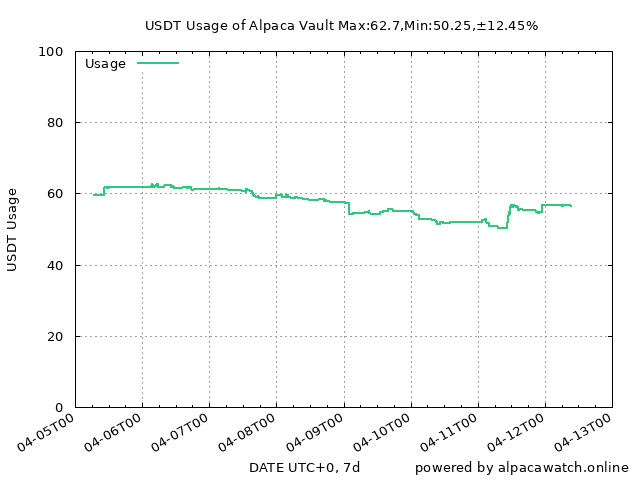 USDT Usage of Alpaca Vault Max:62.7,Min:50.25,±12.45%
Usage
100
80
60
40
20
0
USDT Usage
04-05T00
04-06T00
04-07T00
04-08T00
04-09T00
04-10T00
04-11T00
04-12T00
04-13T00
DATE UTC+0, 7d
powered by alpacawatch.online